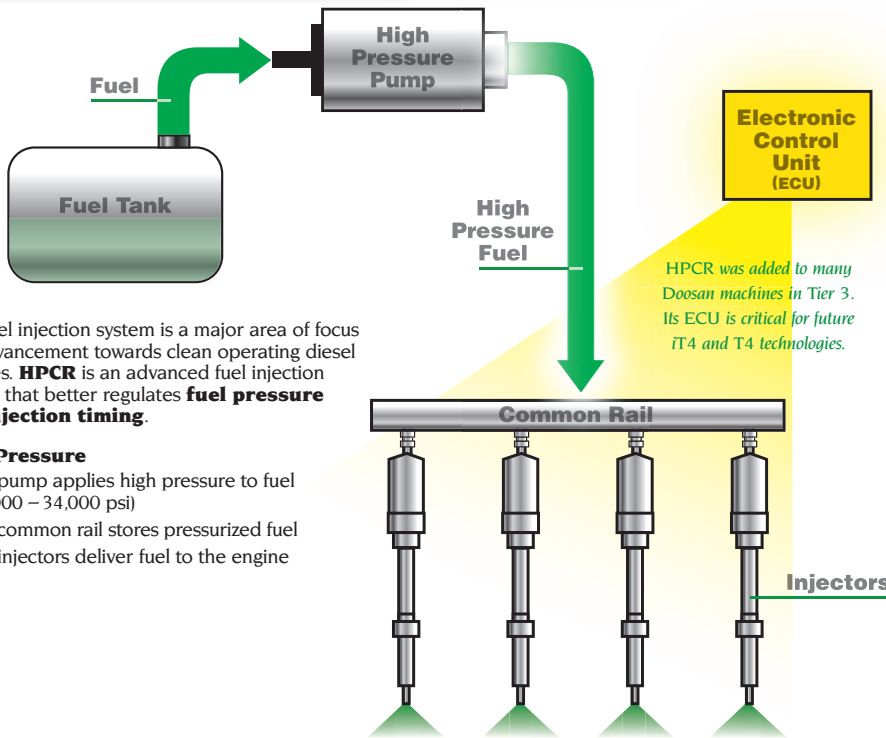 High
Pressure
Pump
Fuel
Electronic
Control
Unit
(ECU)
Fuel Tank
High
Pressure
Fuel
HPCR was added to many
Doosan machines in Tier 3.
Its ECU is critical for future
iT4 and T4 technologies.
el injection system is a major area of focus
vancement towards clean operating diesel
es. HPCR is an advanced fuel injection
that better regulates fuel pressure
jection timing.
Pressure
pump applies high pressure to fuel
000 – 34,000 psi)
common rail stores pressurized fuel
injectors deliver fuel to the engine
Common Rail
Injectors